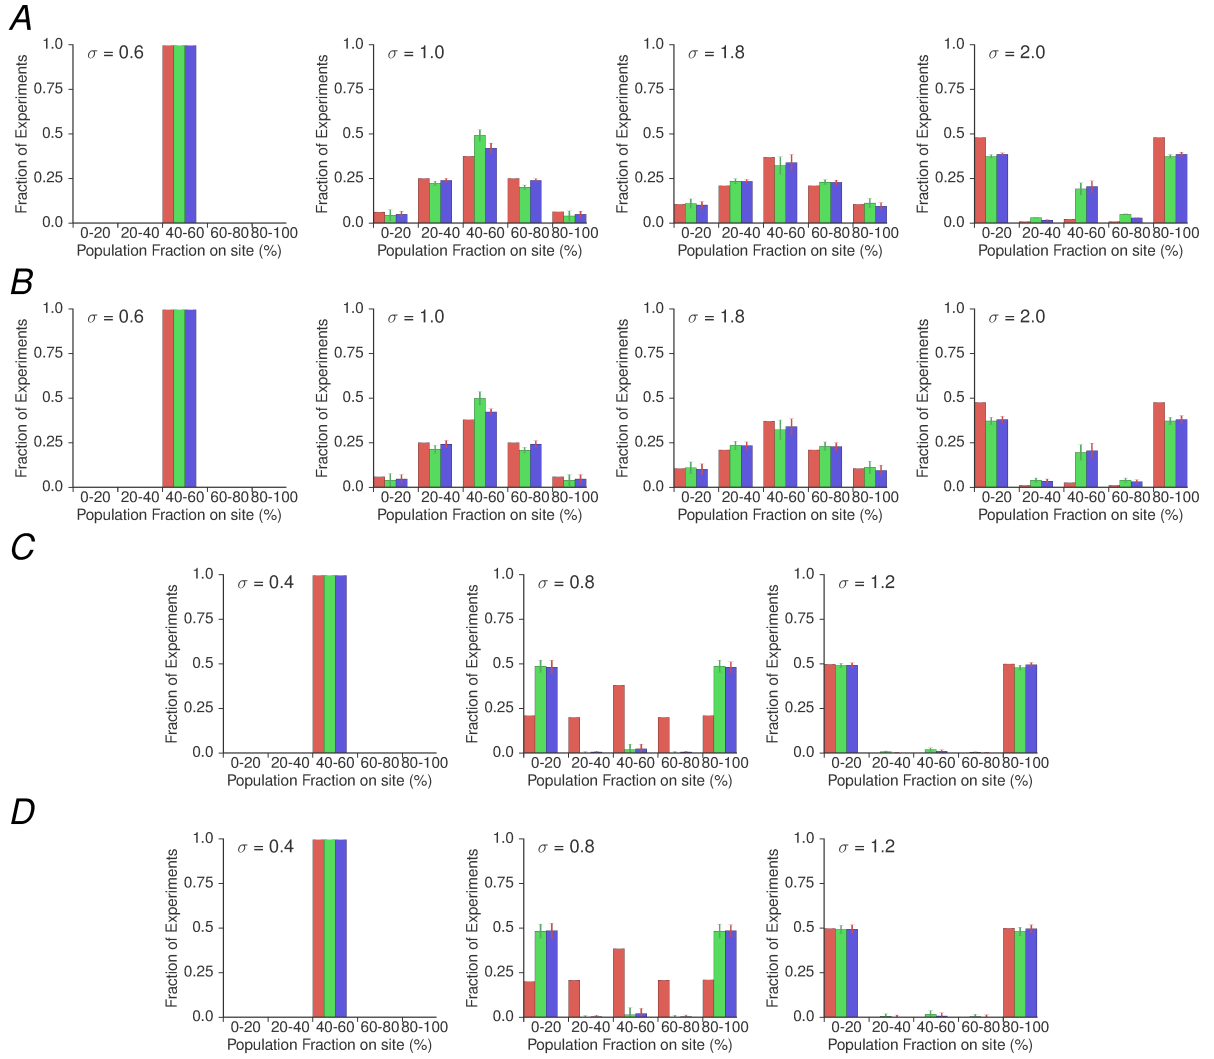 A
σ = 0.6
σ = 1.0
σ = 1.8
σ = 2.0
Fraction of Experiments
1.0
0.75
0.5
0.25
0.0
Fraction of Experiments
1.0
0.75
0.5
0.25
0.0
Fraction of Experiments
1.0
0.75
0.5
0.25
0.0
Fraction of Experiments
1.0
0.75
0.5
0.25
0.0
0-20 20-40 40-60 60-80 80-100
0-20 20-40 40-60 60-80 80-100
0-20 20-40 40-60 60-80 80-100
0-20 20-40 40-60 60-80 80-100
Population Fraction on site (%)
Population Fraction on site (%)
Population Fraction on site (%)
Population Fraction on site (%)
B
σ = 0.6
σ = 1.0
σ = 1.8
σ = 2.0
Fraction of Experiments
1.0
0.75
0.5
0.25
0.0
Fraction of Experiments
1.0
0.75
0.5
0.25
0.0
Fraction of Experiments
1.0
0.75
0.5
0.25
0.0
Fraction of Experiments
1.0
0.75
0.5
0.25
0.0
0-20 20-40 40-60 60-80 80-100
0-20 20-40 40-60 60-80 80-100
0-20 20-40 40-60 60-80 80-100
0-20 20-40 40-60 60-80 80-100
Population Fraction on site (%)
Population Fraction on site (%)
Population Fraction on site (%)
Population Fraction on site (%)
C
σ = 0.4
σ = 0.8
σ = 1.2
Fraction of Experiments
1.0
0.75
0.5
0.25
0.0
Fraction of Experiments
1.0
0.75
0.5
0.25
0.0
Fraction of Experiments
1.0
0.75
0.5
0.25
0.0
0-20 20-40 40-60 60-80 80-100
0-20 20-40 40-60 60-80 80-100
0-20 20-40 40-60 60-80 80-100
Population Fraction on site (%)
Population Fraction on site (%)
Population Fraction on site (%)
D
σ = 0.4
σ = 0.8
σ = 1.2
Fraction of Experiments
1.0
0.75
0.5
0.25
0.0
Fraction of Experiments
1.0
0.75
0.5
0.25
0.0
Fraction of Experiments
1.0
0.75
0.5
0.25
0.0
0-20 20-40 40-60 60-80 80-100
0-20 20-40 40-60 60-80 80-100
0-20 20-40 40-60 60-80 80-100
Population Fraction on site (%)
Population Fraction on site (%)
Population Fraction on site (%)